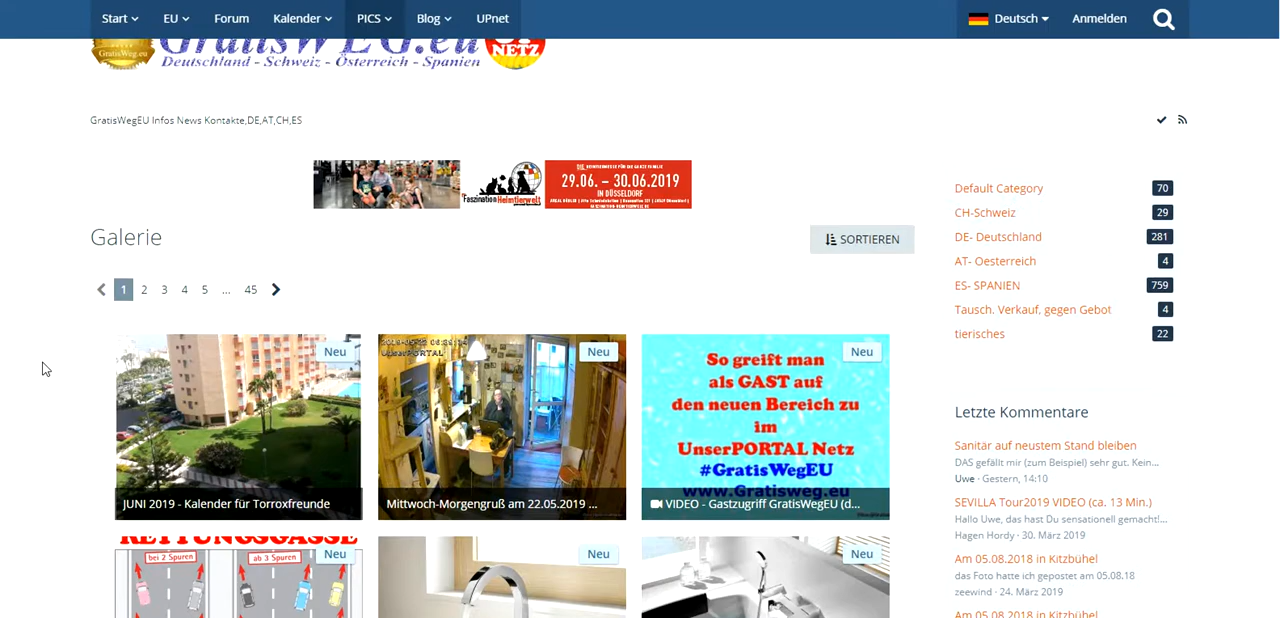 Start EU Forum Kalender PICS Blog UPnet Deutsch Anmelden
GratisWEG.eu
GratisWeg.eu
NETZ
Deutschland - Schweiz - Österreich - Spanien
GratisWegEU Infos News Kontakte,DE,AT,CH,ES
Faszination Heimtierwelt
29.06. – 30.06.2019
IN DÜSSELDORF
Galerie
SORTIEREN
1 2 3 4 5 ... 45
Neu
JUNI 2019 - Kalender für Torroxfreunde
UnserPORTAL
Neu
Mittwoch-Morgengruß am 22.05.2019 ...
So greift man
als GAST auf
den neuen Bereich zu
im
UnserPORTAL Netz
#GratisWegEU
www.Gratisweg.eu
Neu
VIDEO - Gastzugriff GratisWegEU (d...
RETTUNGSGASSE
bei 2 Spuren
ab 3 Spuren
Neu
Neu
Neu
Default Category 70
CH-Schweiz 29
DE- Deutschland 281
AT- Oesterreich 4
ES- SPANIEN 759
Tausch. Verkauf, gegen Gebot 4
tierisches 22
Letzte Kommentare
Sanitär auf neustem Stand bleiben
DAS gefällt mir (zum Beispiel) sehr gut. Kein...
Uwe · Gestern, 14:10
SEVILLA Tour2019 VIDEO (ca. 13 Min.)
Hallo Uwe, das hast Du sensationell gemacht!...
Hagen Hordy · 30. März 2019
Am 05.08.2018 in Kitzbühel
das Foto hatte ich gepostet am 05.08.18
zeewind · 24. März 2019
Am 05.08.2018 in Kitzbühel